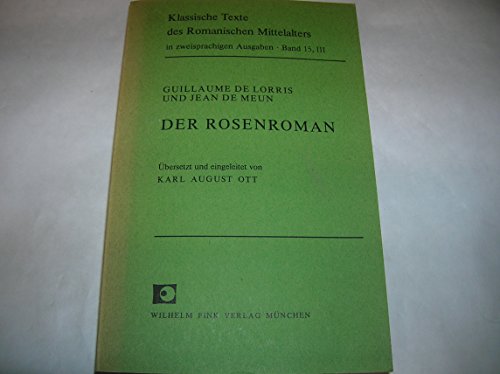 Klassische Texte
des Romanischen Mittelalters
in zweisprachigen Ausgaben · Band 15, III
GUILLAUME DE LORRIS
UND JEAN DE MEUN
DER ROSENROMAN
Übersetzt und eingeleitet von
KARL AUGUST OTT
WILHELM FINK VERLAG MÜNCHEN